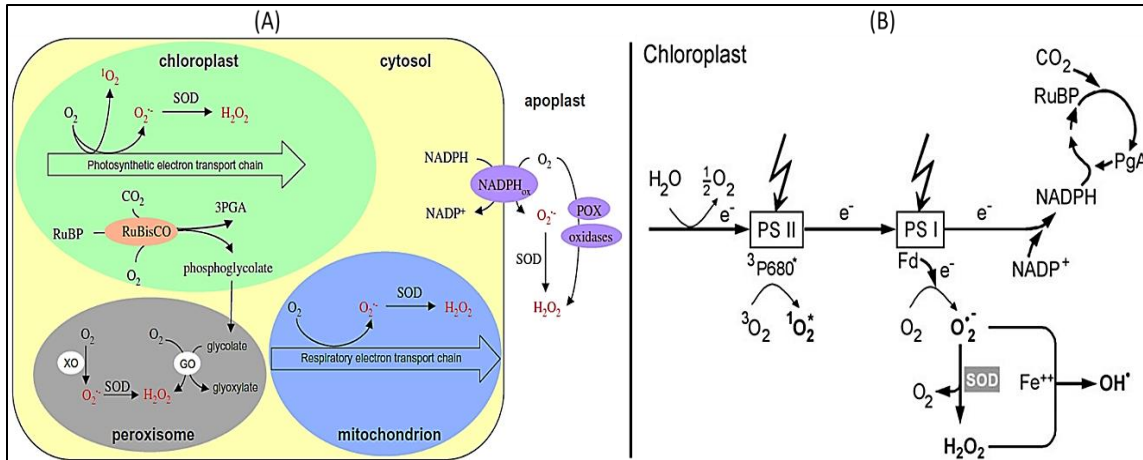 (A)
chloroplast
cytosol
¹O₂
O₂
O₂•-
SOD
H₂O₂
Photosynthetic electron transport chain
CO₂
RuBP
RuBisCO
3PGA
O₂
phosphoglycolate
O₂
XO
O₂•-
SOD
H₂O₂
O₂
GO
glycolate
glyoxylate
peroxisome
O₂
O₂•-
SOD
H₂O₂
Respiratory electron transport chain
mitochondrion
apoplast
NADPH
O₂
NADPHox
NADP⁺
O₂•-
POX
oxidases
SOD
H₂O₂
(B)
Chloroplast
CO₂
RuBP
PgA
NADPH
NADP⁺
H₂O
½O₂
e⁻
PS II
e⁻
PS I
e⁻
³P680*
³O₂
¹O₂*
Fd
e⁻
O₂
O₂•-
O₂
SOD
Fe⁺⁺
OH•
H₂O₂